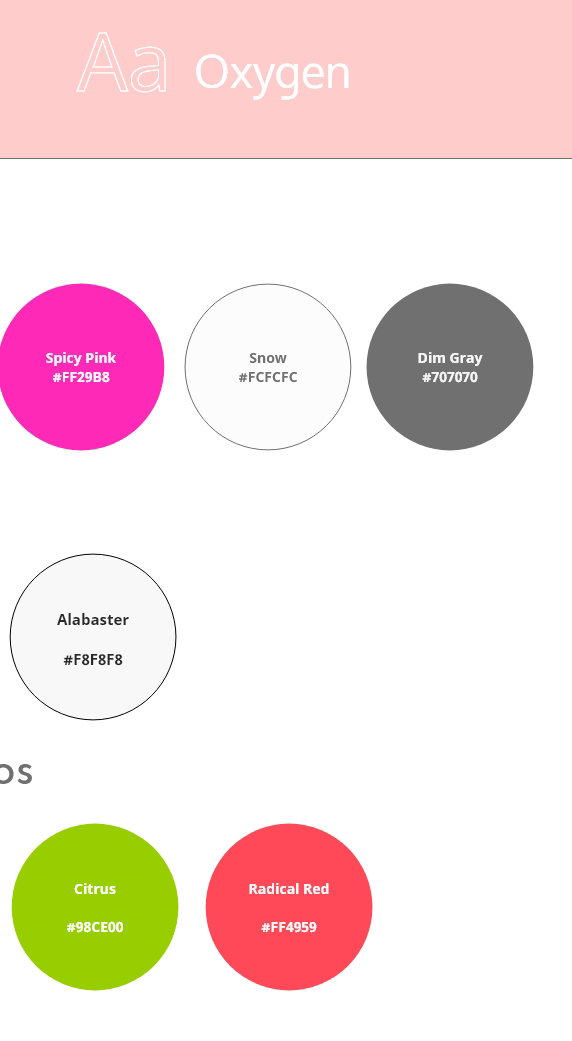 Aa Oxygen
Spicy Pink
#FF29B8
Snow
#FCFCFC
Dim Gray
#707070
Alabaster
#F8F8F8
OS
Citrus
#98CE00
Radical Red
#FF4959